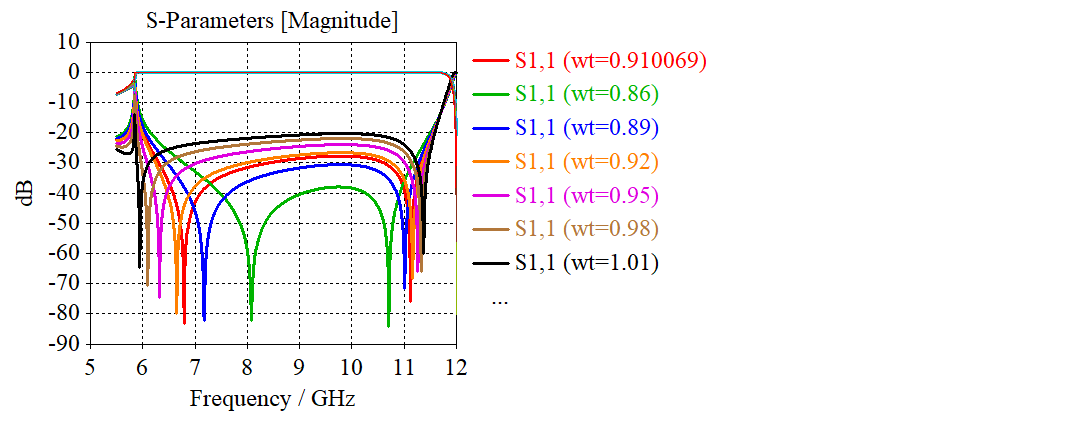 S-Parameters [Magnitude]
10
0
-10
-20
-30
-40
-50
-60
-70
-80
-90
dB
5 6 7 8 9 10 11 12
Frequency / GHz
S1,1 (wt=0.910069)
S1,1 (wt=0.86)
S1,1 (wt=0.89)
S1,1 (wt=0.92)
S1,1 (wt=0.95)
S1,1 (wt=0.98)
S1,1 (wt=1.01)
...